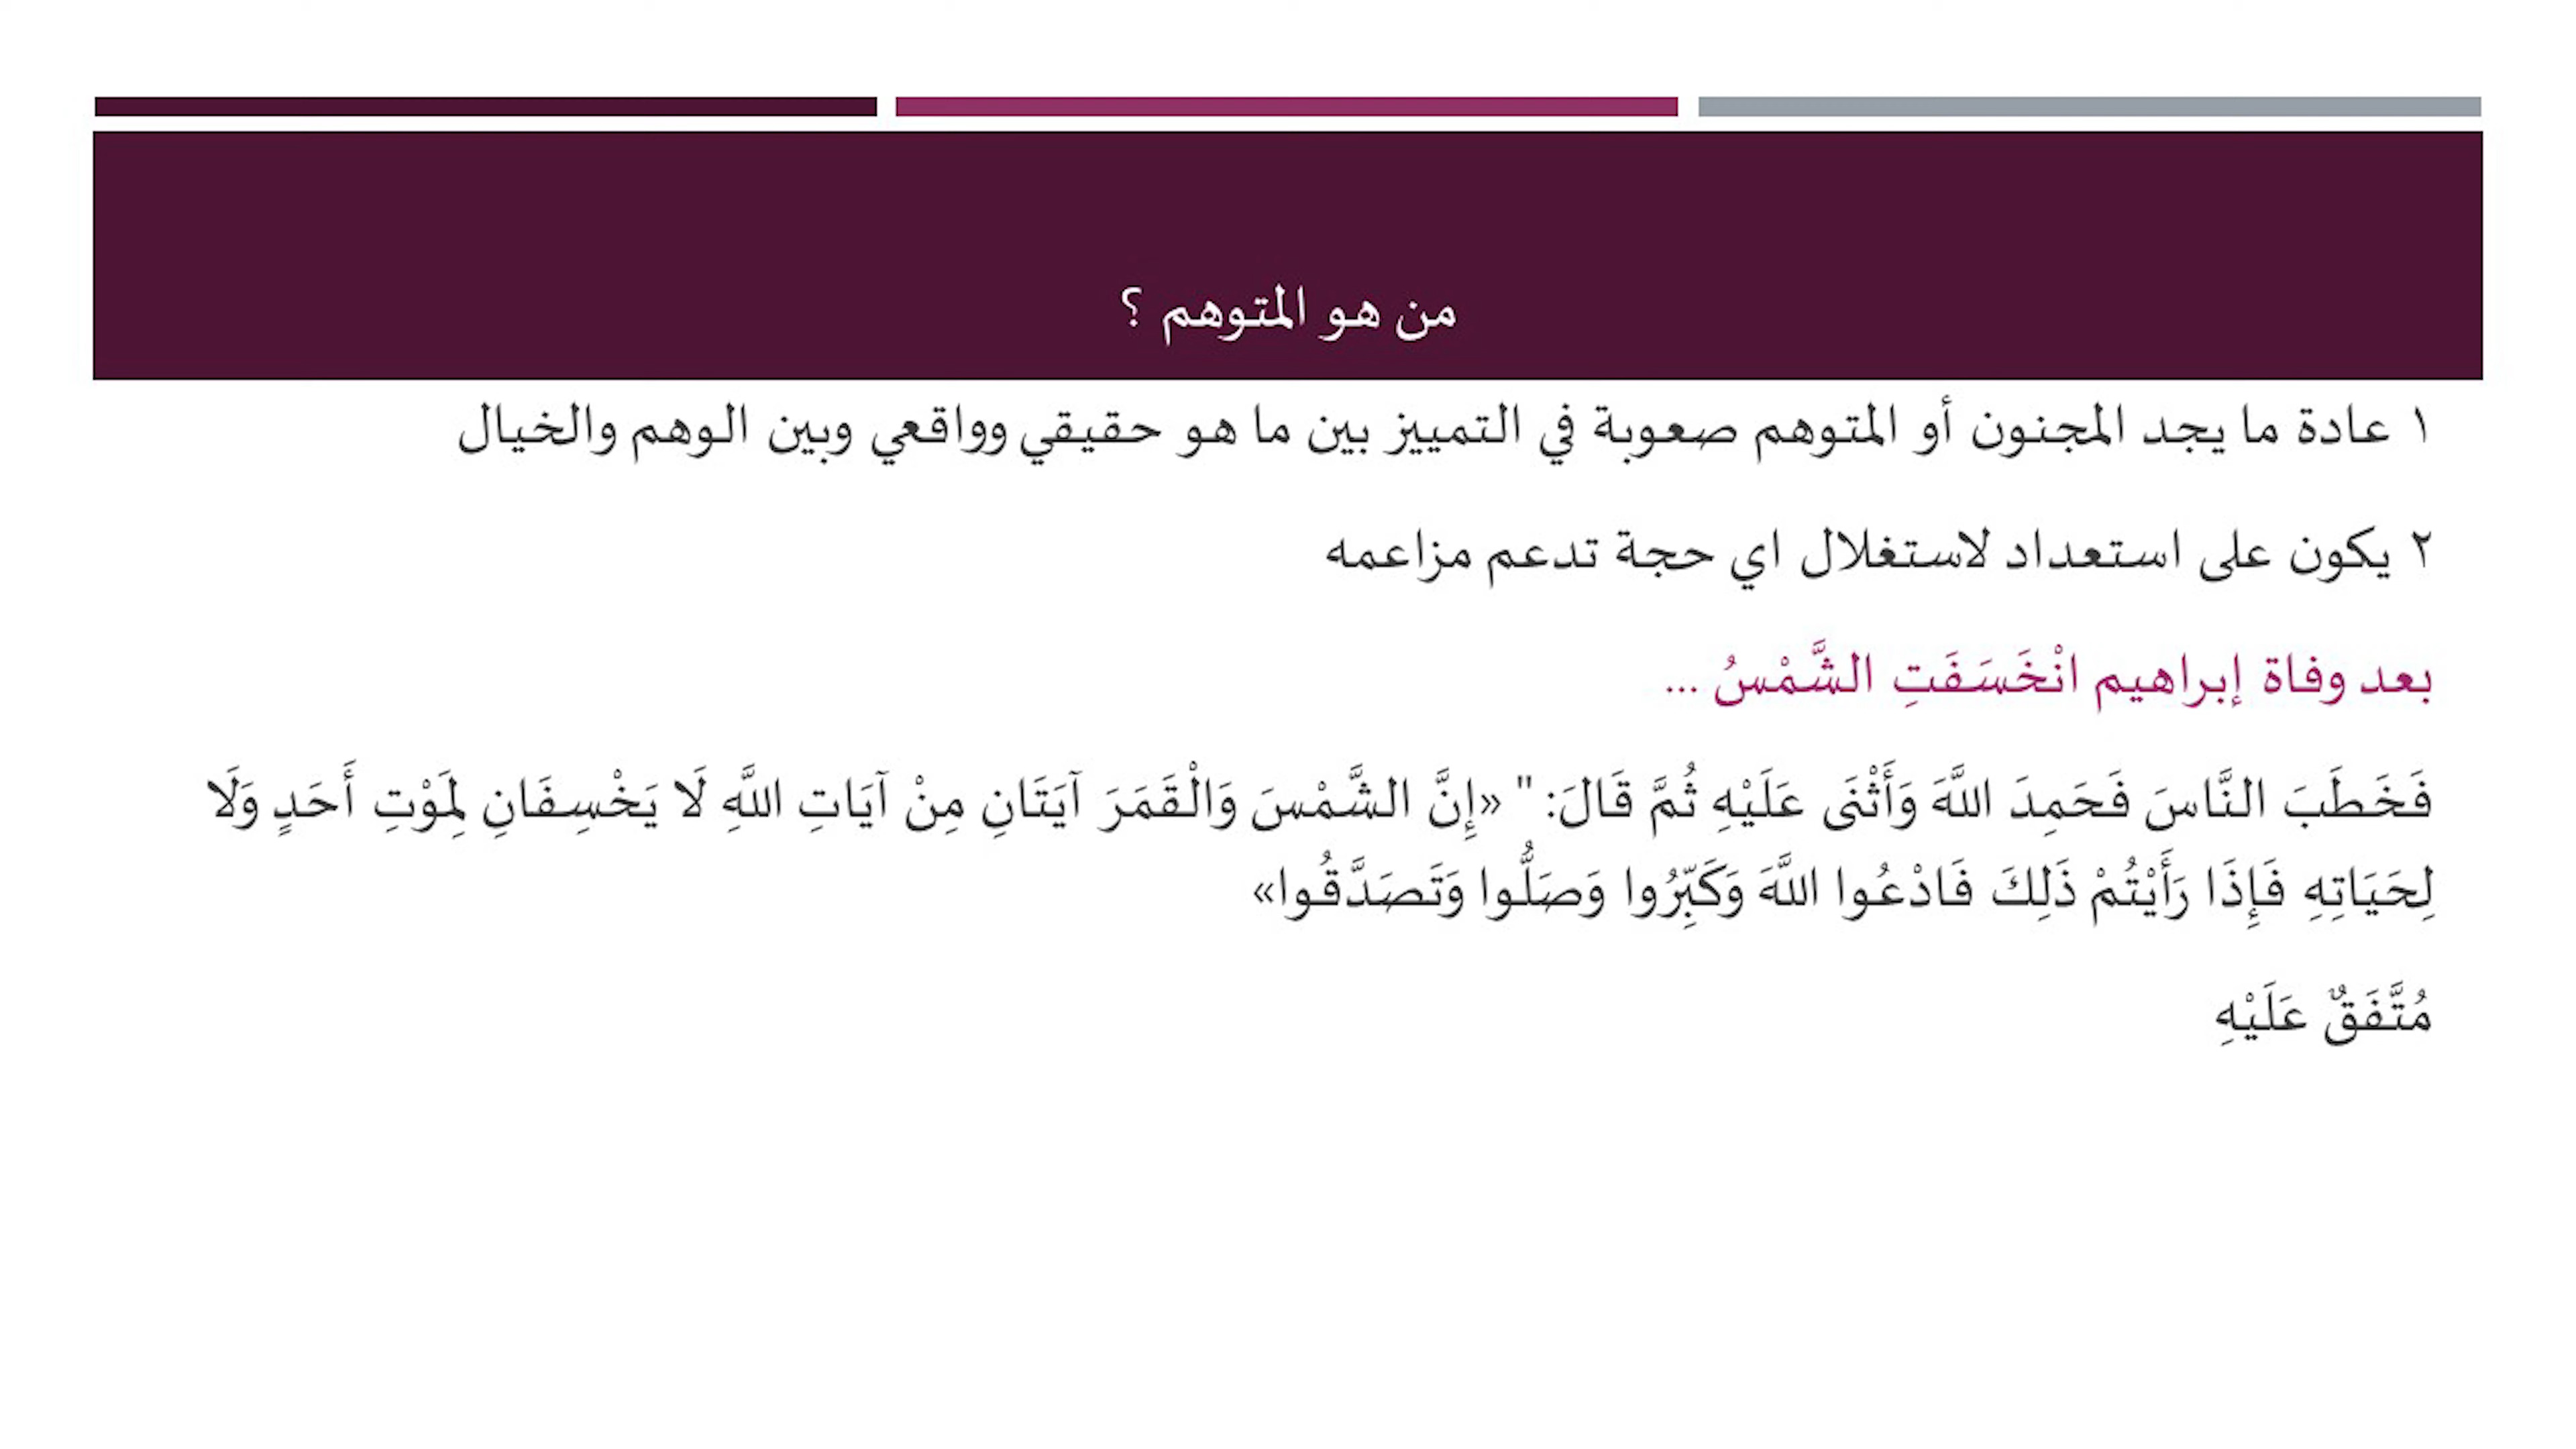 من هو المتوهم ؟
١ عادة ما يجد المجنون أو المتوهم صعوبة في التمييز بين ما هو حقيقي وواقعي وبين الوهم والخيال
٢ يكون على استعداد لاستغلال اي حجة تدعم مزاعمه
بعد وفاة إبراهيم انْخَسَفَتِ الشَّمْسُ ...
فَخَطَبَ النَّاسَ فَحَمِدَ اللَّهَ وَأَثْنَى عَلَيْهِ ثُمَّ قَالَ: " «إِنَّ الشَّمْسَ وَالْقَمَرَ آيَتَانِ مِنْ آيَاتِ اللَّهِ لَا يَخْسِفَانِ لِمَوْتِ أَحَدٍ وَلَا
لِحَيَاتِهِ فَإِذَا رَأَيْتُمْ ذَلِكَ فَادْعُوا اللَّهَ وَكَبِّرُوا وَصَلُّوا وَتَصَدَّقُوا»
مُتَّفَقٌ عَلَيْهِ